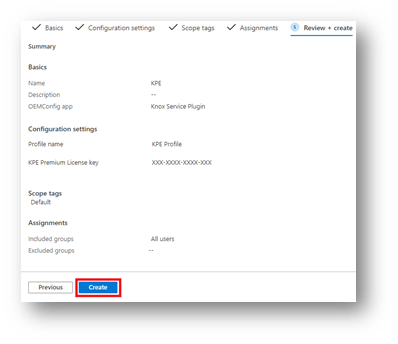 Basics Configuration settings Scope tags Assignments 5 Review + create
Summary
Basics
Name KPE
Description --
OEMConfig app Knox Service Plugin
Configuration settings
Profile name KPE Profile
KPE Premium License key XXX-XXXX-XXXX-XXX
Scope tags
Default
Assignments
Included groups All users
Excluded groups --
Previous Create